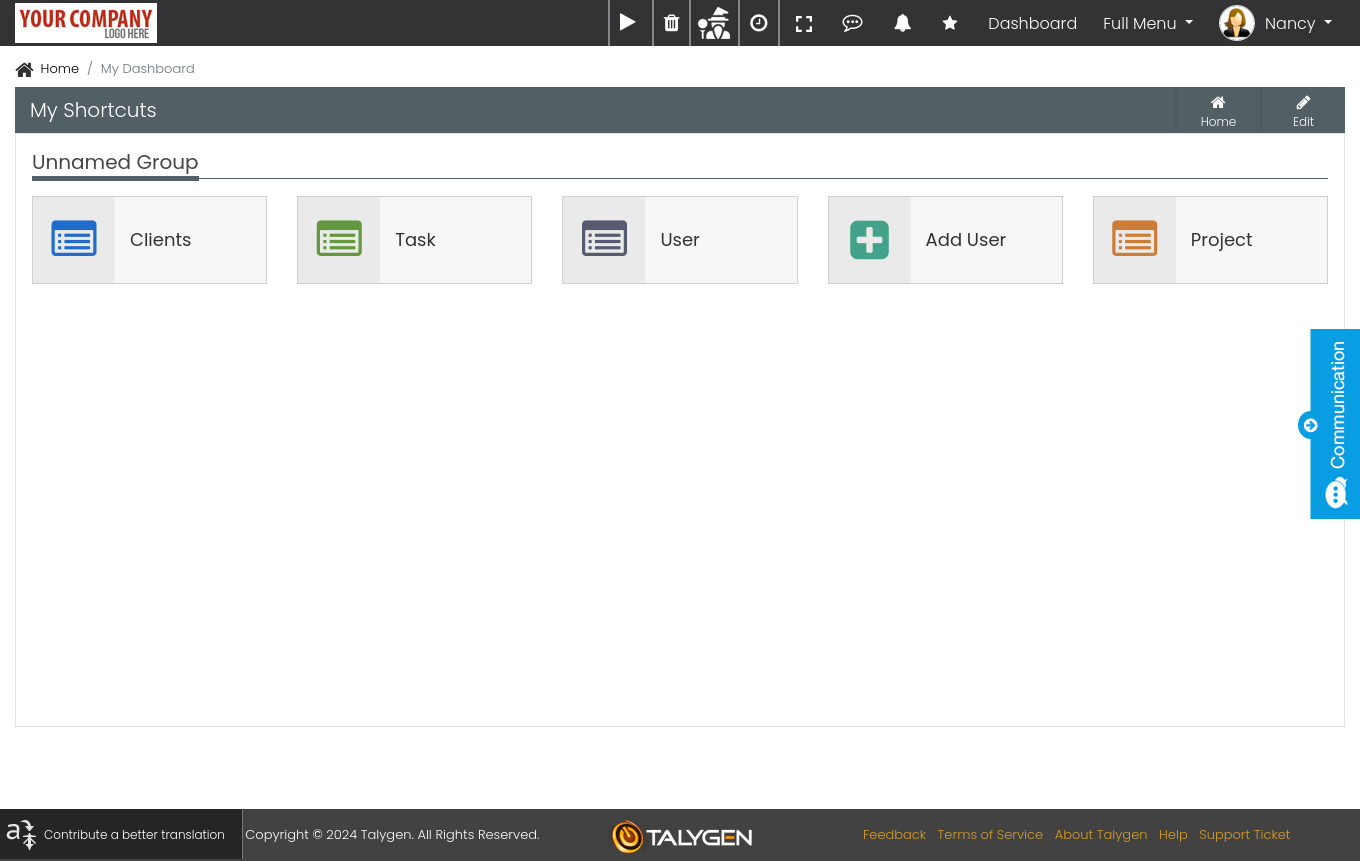 YOUR COMPANY
LOGO HERE
Dashboard
Full Menu
Nancy
Home / My Dashboard
My Shortcuts
Home
Edit
Unnamed Group
Clients
Task
User
Add User
Project
Communication
Contribute a better translation
Copyright © 2024 Talygen. All Rights Reserved.
TALYGEN
Feedback Terms of Service About Talygen Help Support Ticket